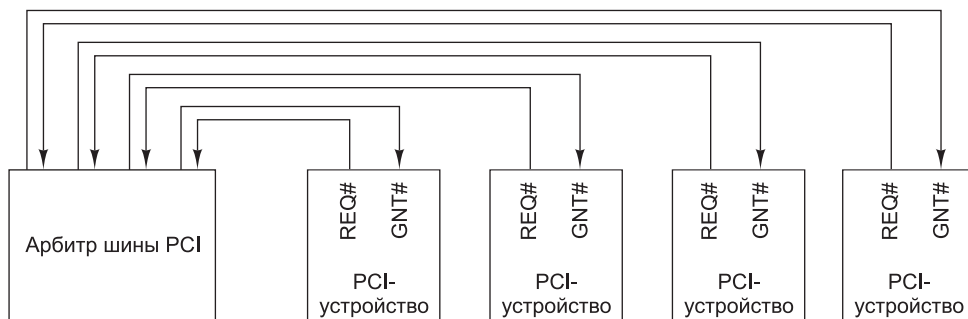 Арбитр шины PCI
REQ#
GNT#
PCI-
устройство
REQ#
GNT#
PCI-
устройство
REQ#
GNT#
PCI-
устройство
REQ#
GNT#
PCI-
устройство